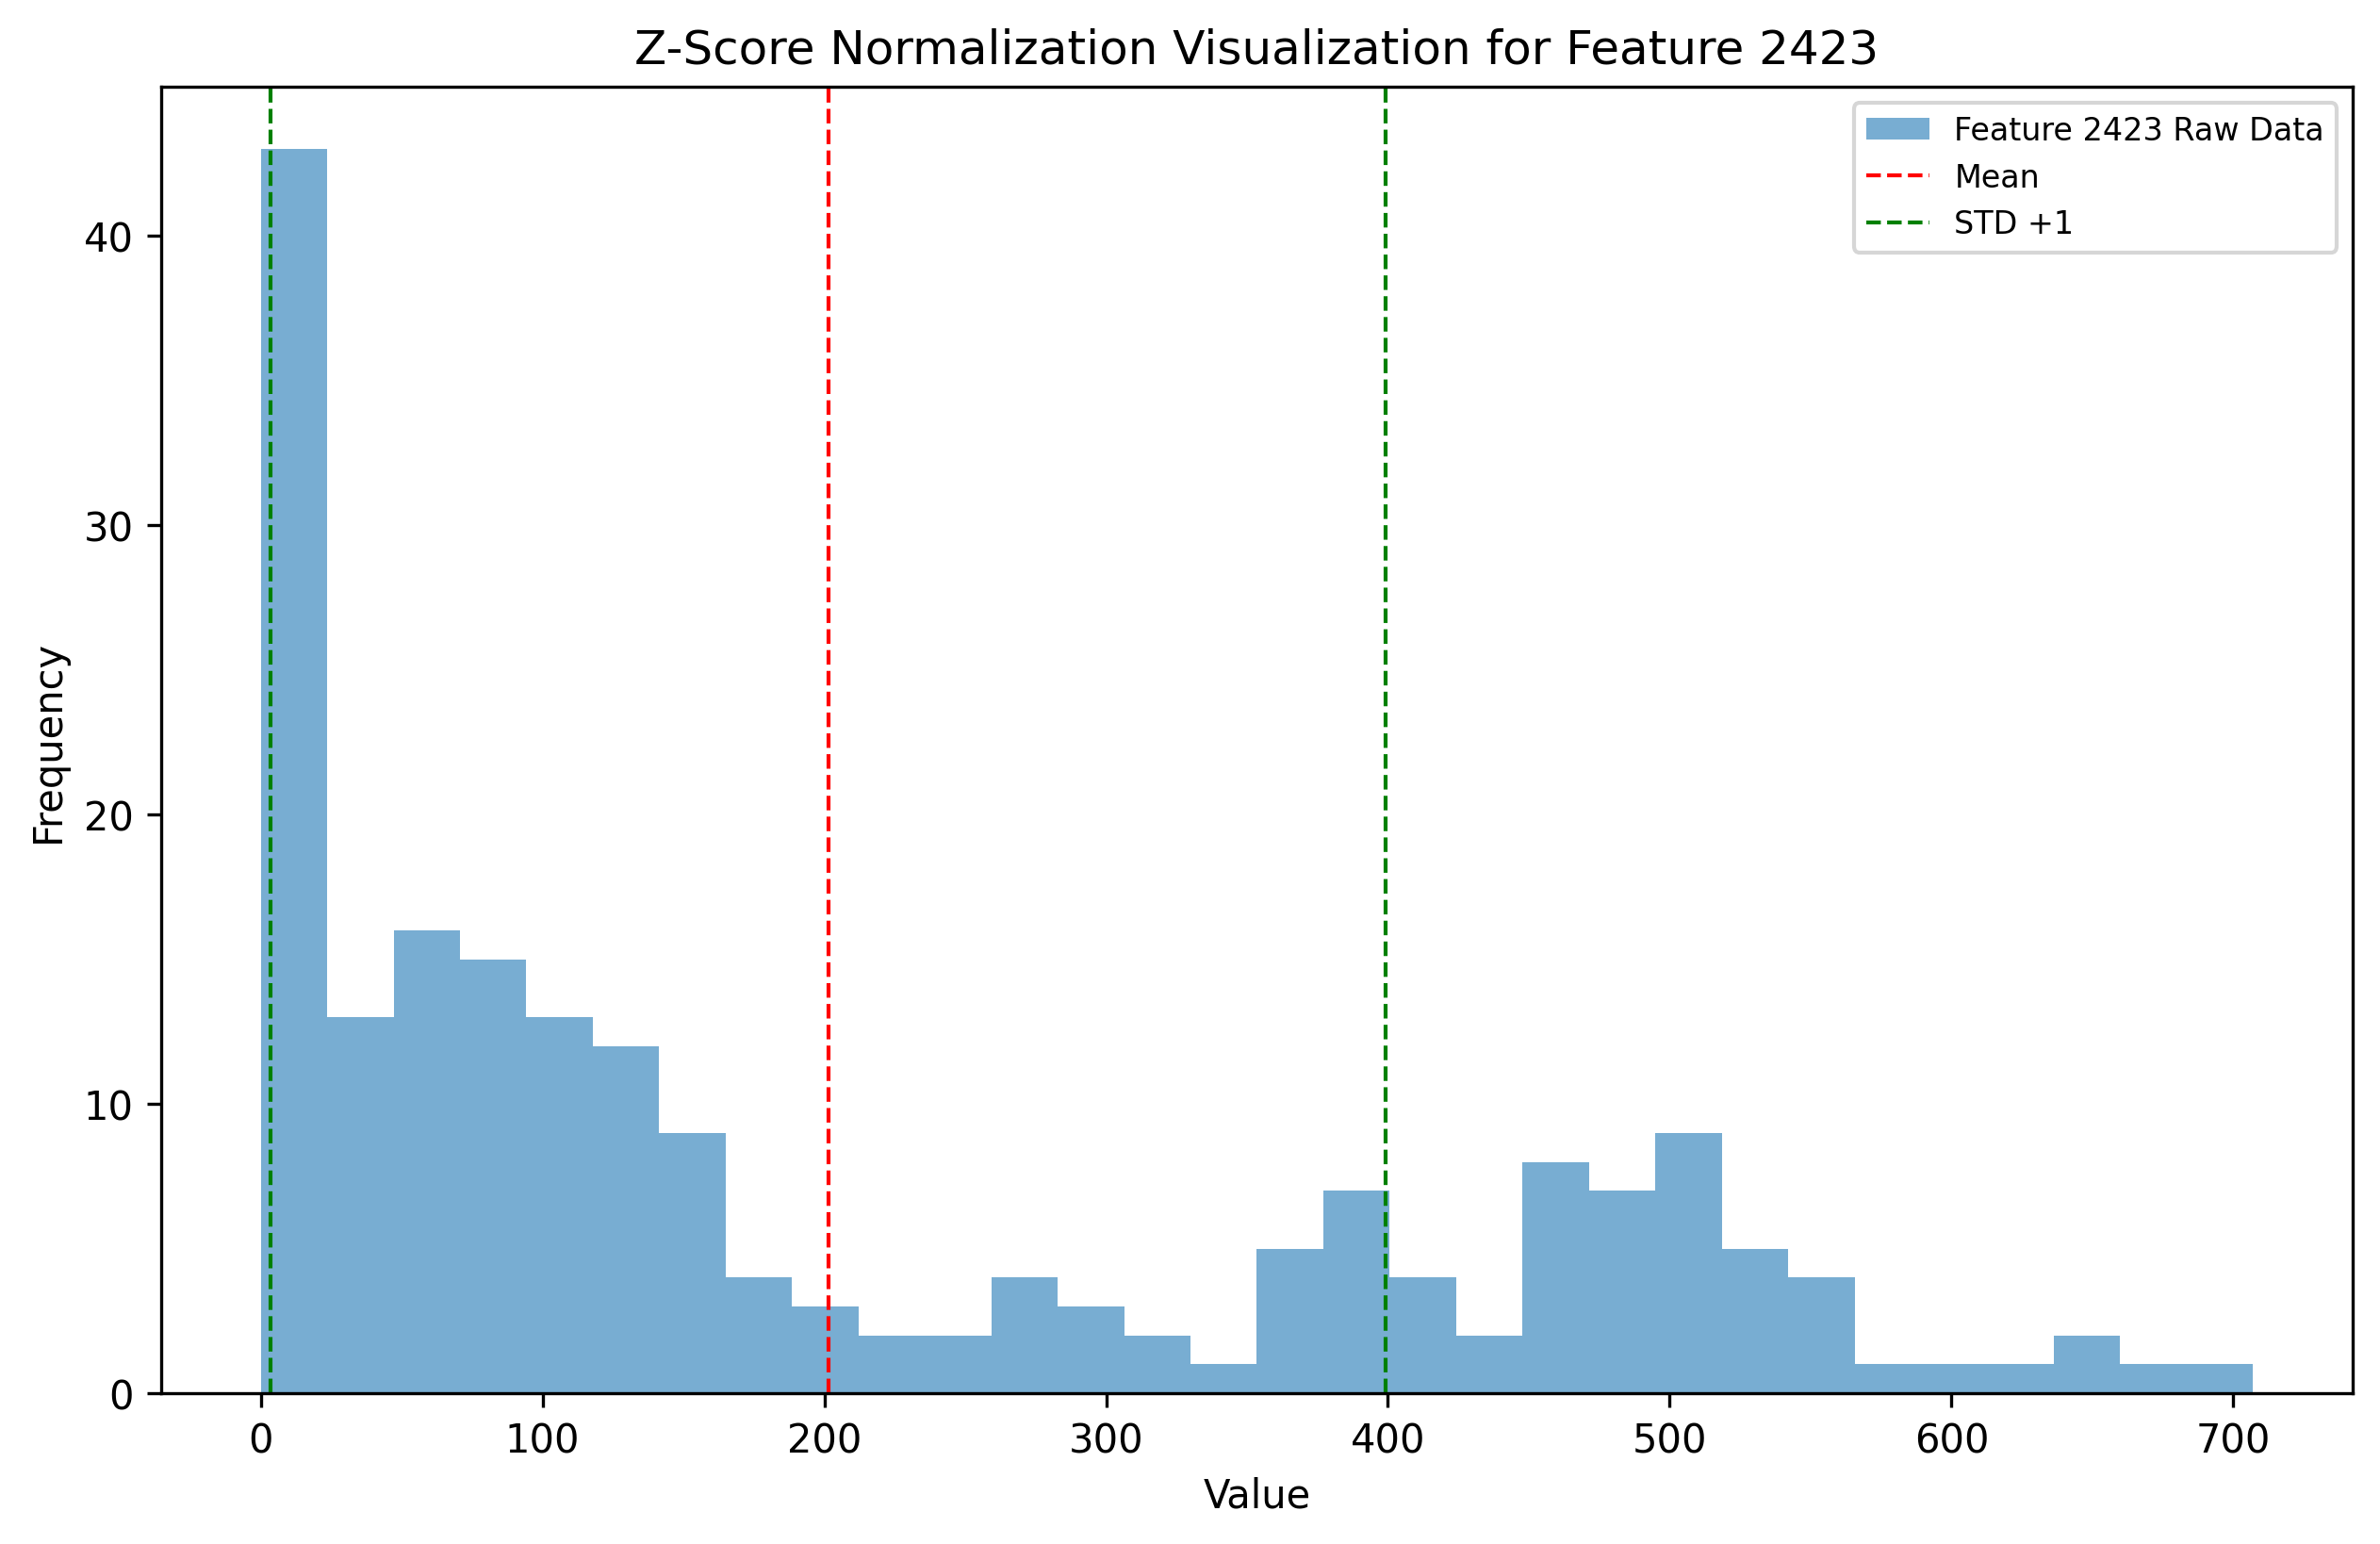 Z-Score Normalization Visualization for Feature 2423
Feature 2423 Raw Data
Mean
STD +1
Frequency
40
30
20
10
0
0 100 200 300 400 500 600 700
Value